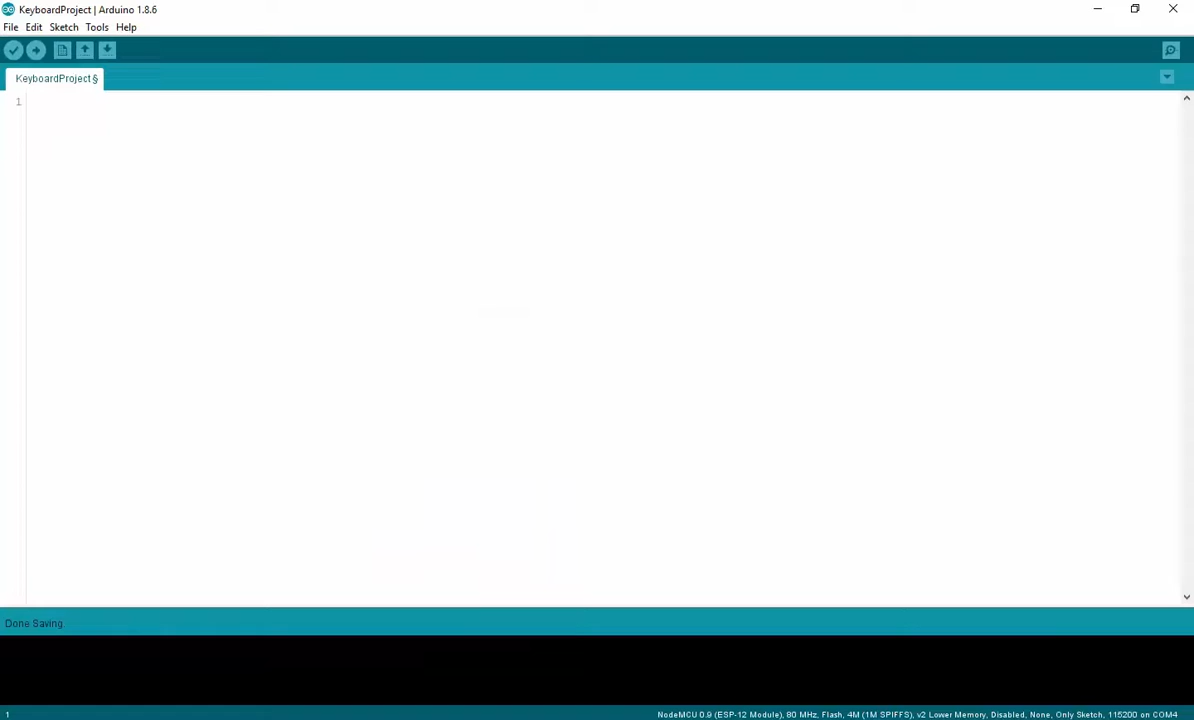 KeyboardProject | Arduino 1.8.6
File Edit Sketch Tools Help
KeyboardProject §
1
Done Saving.
1
NodeMCU 0.9 (ESP-12 Module), 80 MHz, Flash, 4M (1M SPIFFS), v2 Lower Memory, Disabled, None, Only Sketch, 115200 on COM4